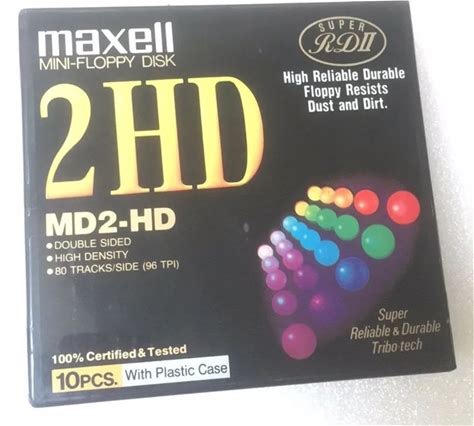 maxell
MINI-FLOPPY DISK
SUPER
RDII
High Reliable Durable
Floppy Resists
Dust and Dirt.
2HD
MD2-HD
• DOUBLE SIDED
• HIGH DENSITY
• 80 TRACKS/SIDE (96 TPI)
Super
Reliable & Durable
Tribo-tech
100% Certified & Tested
10PCS. With Plastic Case